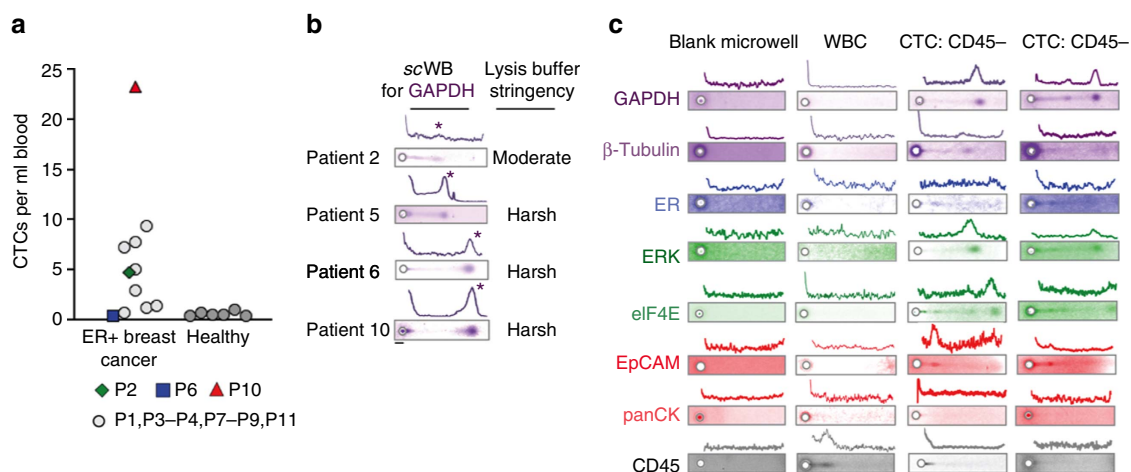 a
25
20
15
10
5
0
CTCs per ml blood
ER+ breast
cancer
Healthy
P2 P6 P10
P1,P3–P4,P7–P9,P11
b
scWB
for GAPDH
Lysis buffer
stringency
*
Patient 2 Moderate
*
Patient 5 Harsh
*
Patient 6 Harsh
*
Patient 10 Harsh
c
Blank microwell WBC CTC: CD45– CTC: CD45–
GAPDH
β-Tubulin
ER
ERK
eIF4E
EpCAM
panCK
CD45